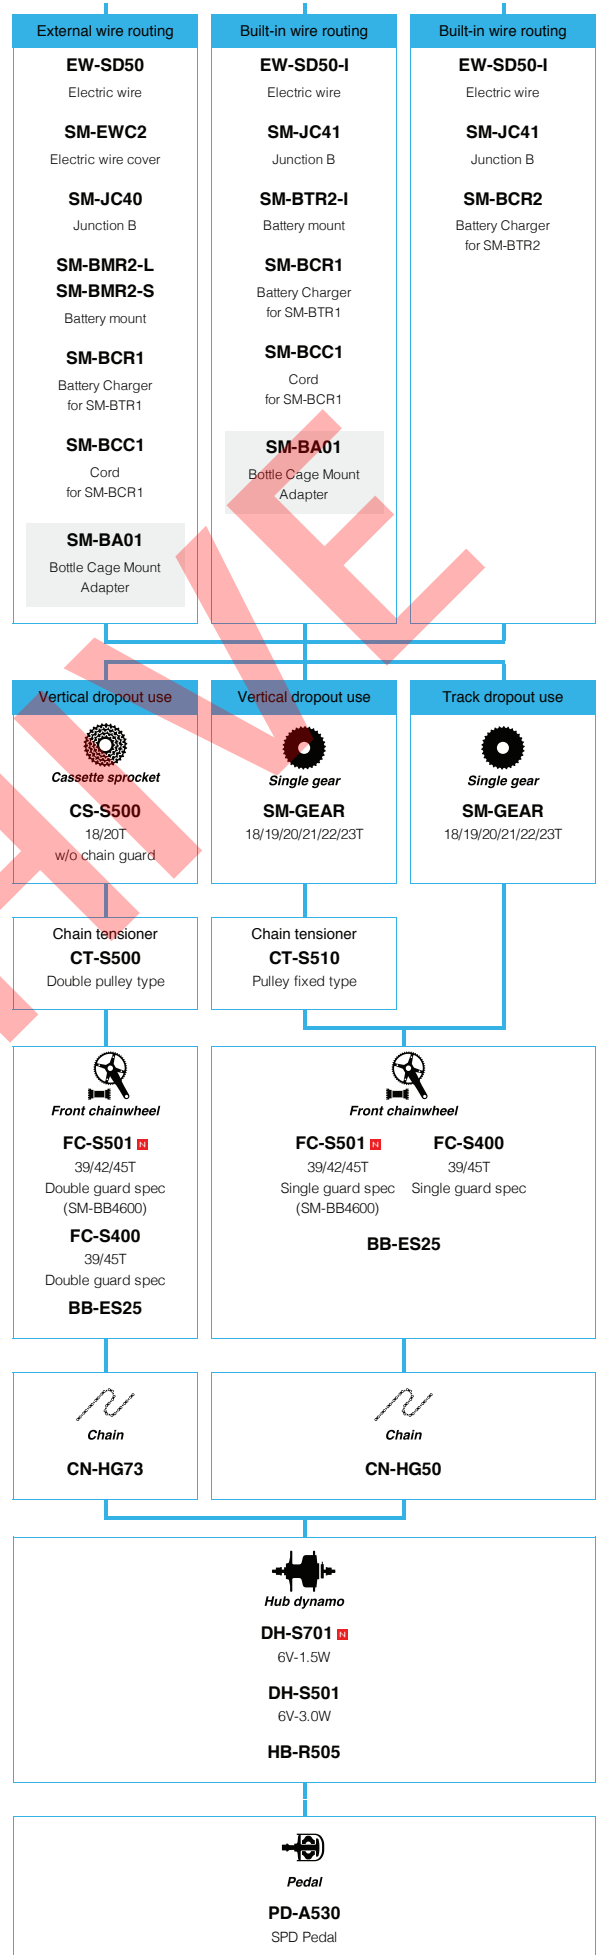 External wire routing
EW-SD50
Electric wire
SM-EWC2
Electric wire cover
SM-JC40
Junction B
SM-BMR2-L
SM-BMR2-S
Battery mount
SM-BCR1
Battery Charger
for SM-BTR1
SM-BCC1
Cord
for SM-BCR1
SM-BA01
Bottle Cage Mount
Adapter
Built-in wire routing
EW-SD50-I
Electric wire
SM-JC41
Junction B
SM-BTR2-I
Battery mount
SM-BCR1
Battery Charger
for SM-BTR1
SM-BCC1
Cord
for SM-BCR1
SM-BA01
Bottle Cage Mount
Adapter
Built-in wire routing
EW-SD50-I
Electric wire
SM-JC41
Junction B
SM-BCR2
Battery Charger
for SM-BTR2
Vertical dropout use
Cassette sprocket
CS-S500
18/20T
w/o chain guard
Vertical dropout use
Single gear
SM-GEAR
18/19/20/21/22/23T
Track dropout use
Single gear
SM-GEAR
18/19/20/21/22/23T
Chain tensioner
CT-S500
Double pulley type
Chain tensioner
CT-S510
Pulley fixed type
Front chainwheel
FC-S501 N
39/42/45T
Double guard spec
(SM-BB4600)
FC-S400
39/45T
Double guard spec
BB-ES25
Front chainwheel
FC-S501 N
39/42/45T
Single guard spec
(SM-BB4600)
FC-S400
39/45T
Single guard spec
BB-ES25
Chain
CN-HG73
Chain
CN-HG50
Hub dynamo
DH-S701 N
6V-1.5W
DH-S501
6V-3.0W
HB-R505
Pedal
PD-A530
SPD Pedal
HIVE